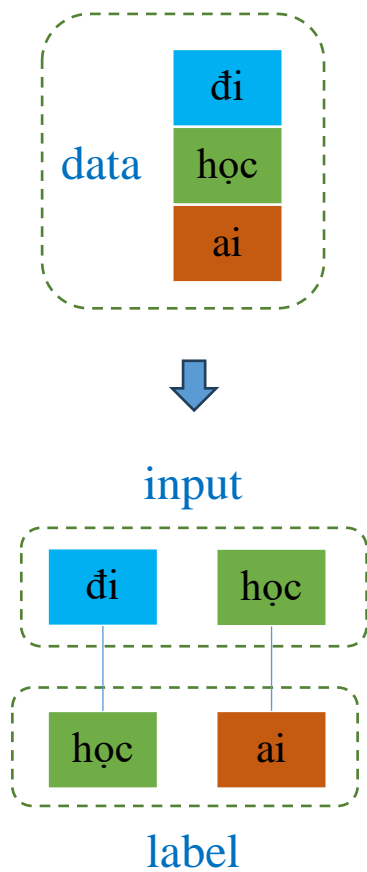 đi
data học
ai
input
đi học
học ai
label